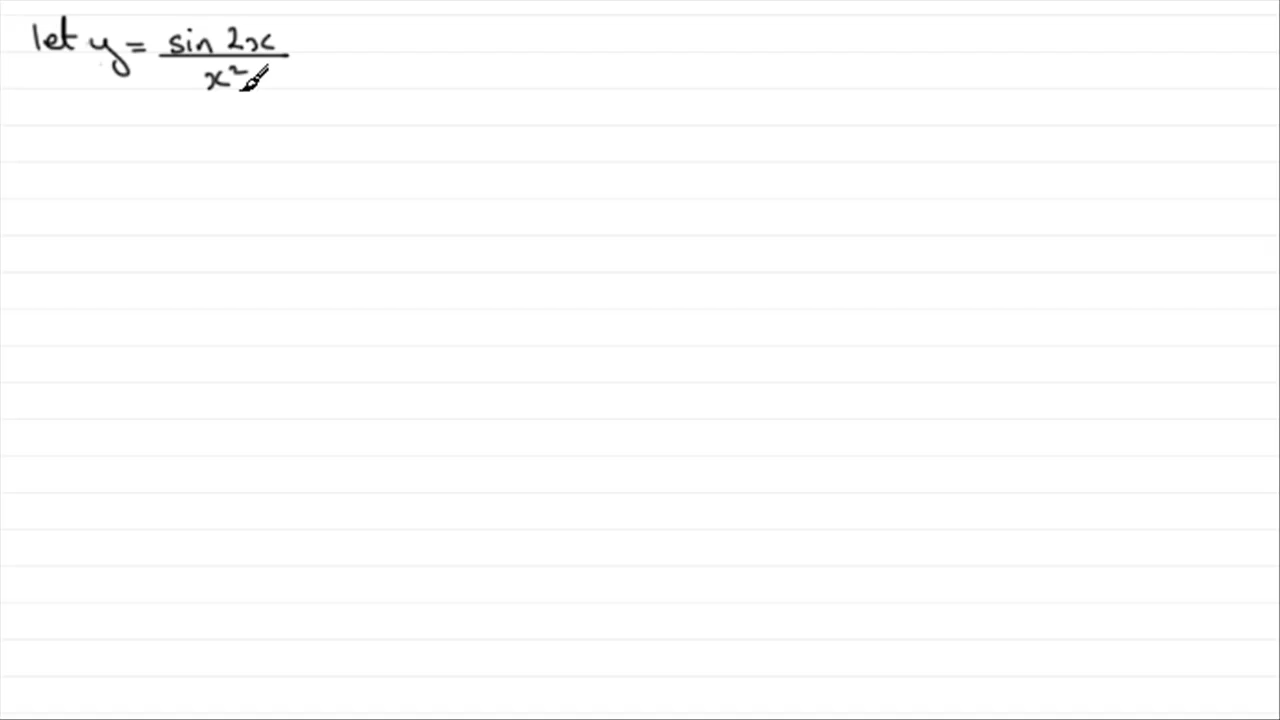 let y = sin 2x / x²